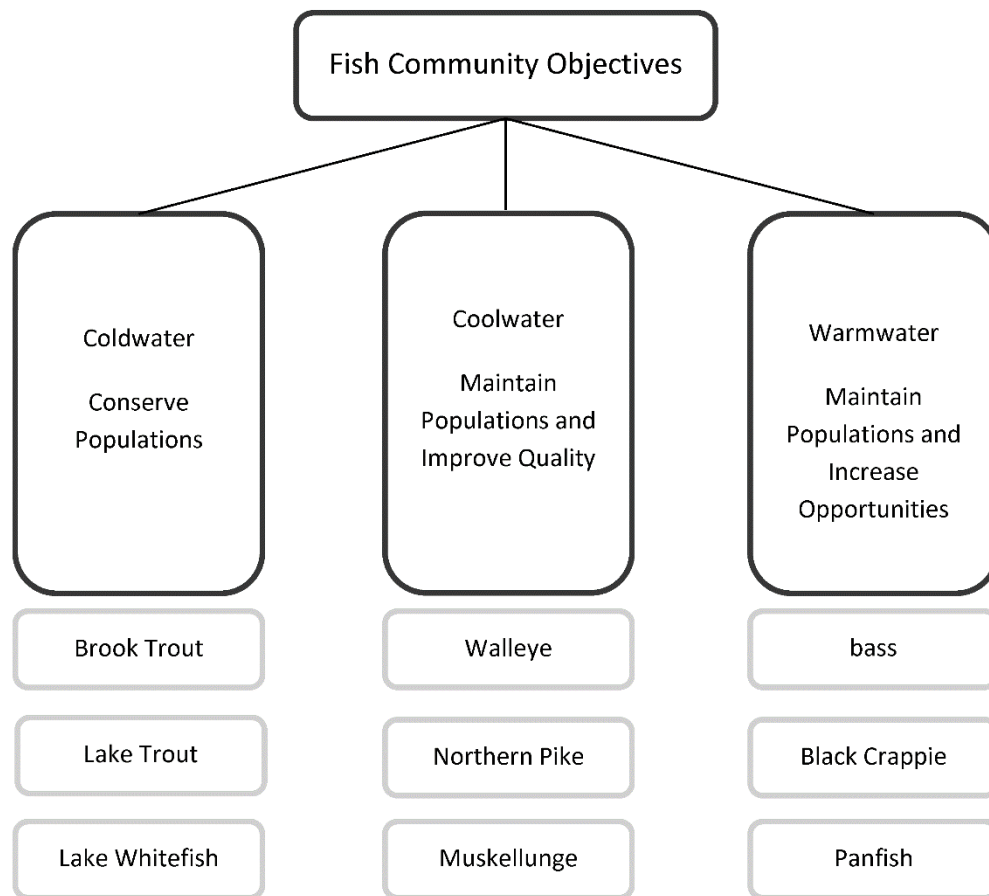 Fish Community Objectives
Coldwater
Conserve
Populations
Coolwater
Maintain
Populations and
Improve Quality
Warmwater
Maintain
Populations and
Increase
Opportunities
Brook Trout
Walleye
bass
Lake Trout
Northern Pike
Black Crappie
Lake Whitefish
Muskellunge
Panfish